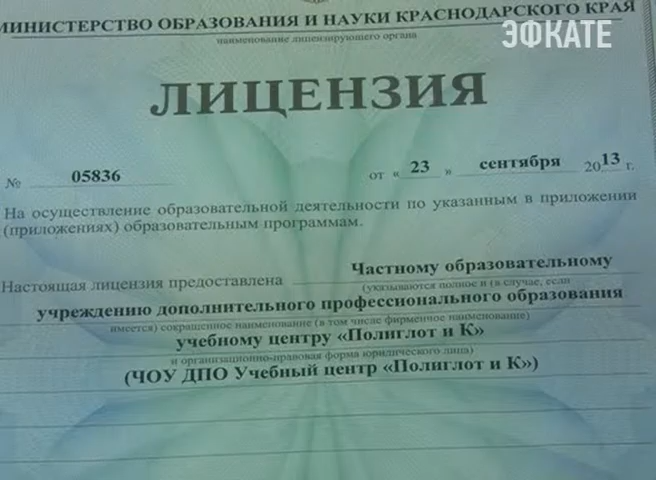 МИНИСТЕРСТВО ОБРАЗОВАНИЯ И НАУКИ КРАСНОДАРСКОГО КРАЯ
наименование лицензирующего органа
ЭФКАТЕ
ЛИЦЕНЗИЯ
№ 05836 от « 23 » сентября 2013 г.
На осуществление образовательной деятельности по указанным в приложении
(приложениях) образовательным программам.
Настоящая лицензия предоставлена Частному образовательному
(указываются полное и (в случае, если
учреждению дополнительного профессионального образования
имеется) сокращенное наименование (в том числе фирменное наименование)
учебному центру «Полиглот и К»
и организационно-правовая форма юридического лица)
(ЧОУ ДПО Учебный центр «Полиглот и К»)